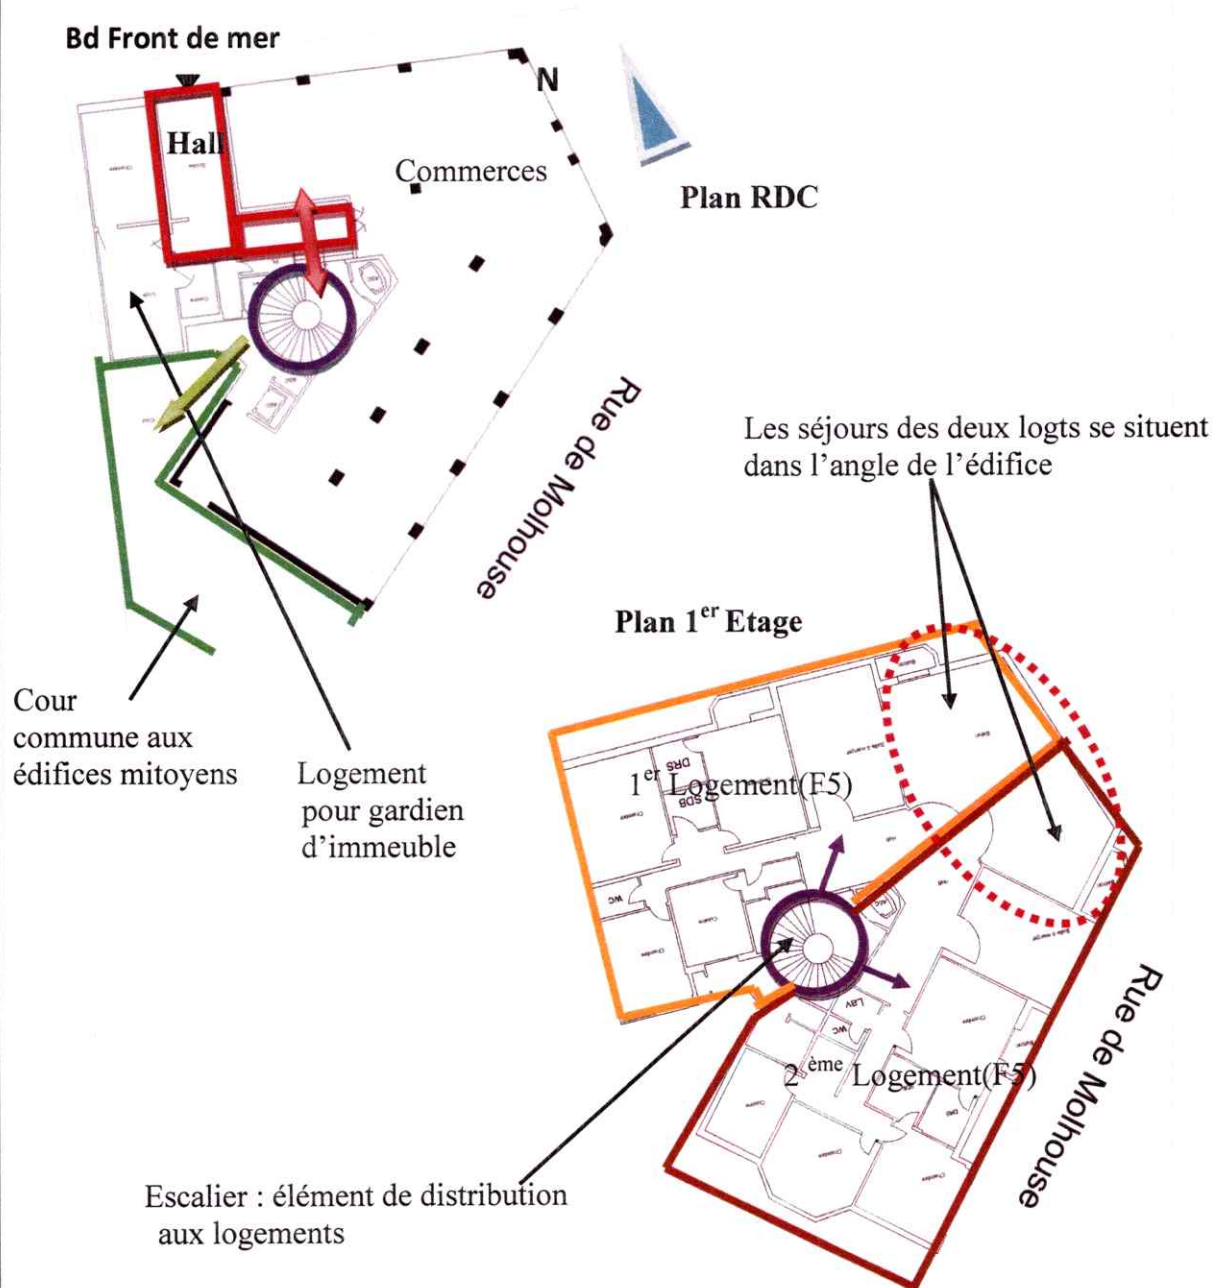 Bd Front de mer
N
Hall
Commerces
Plan RDC
Rue de Molhouse
Les séjours des deux logts se situent
dans l'angle de l'édifice
Plan 1er Etage
Cour
commune aux
édifices mitoyens
Logement
pour gardien
d'immeuble
DRS
SDB
1er Logement(F5)
WC
Lav
WC
2 ème Logement(F5)
Rue de Molhouse
Escalier : élément de distribution
aux logements